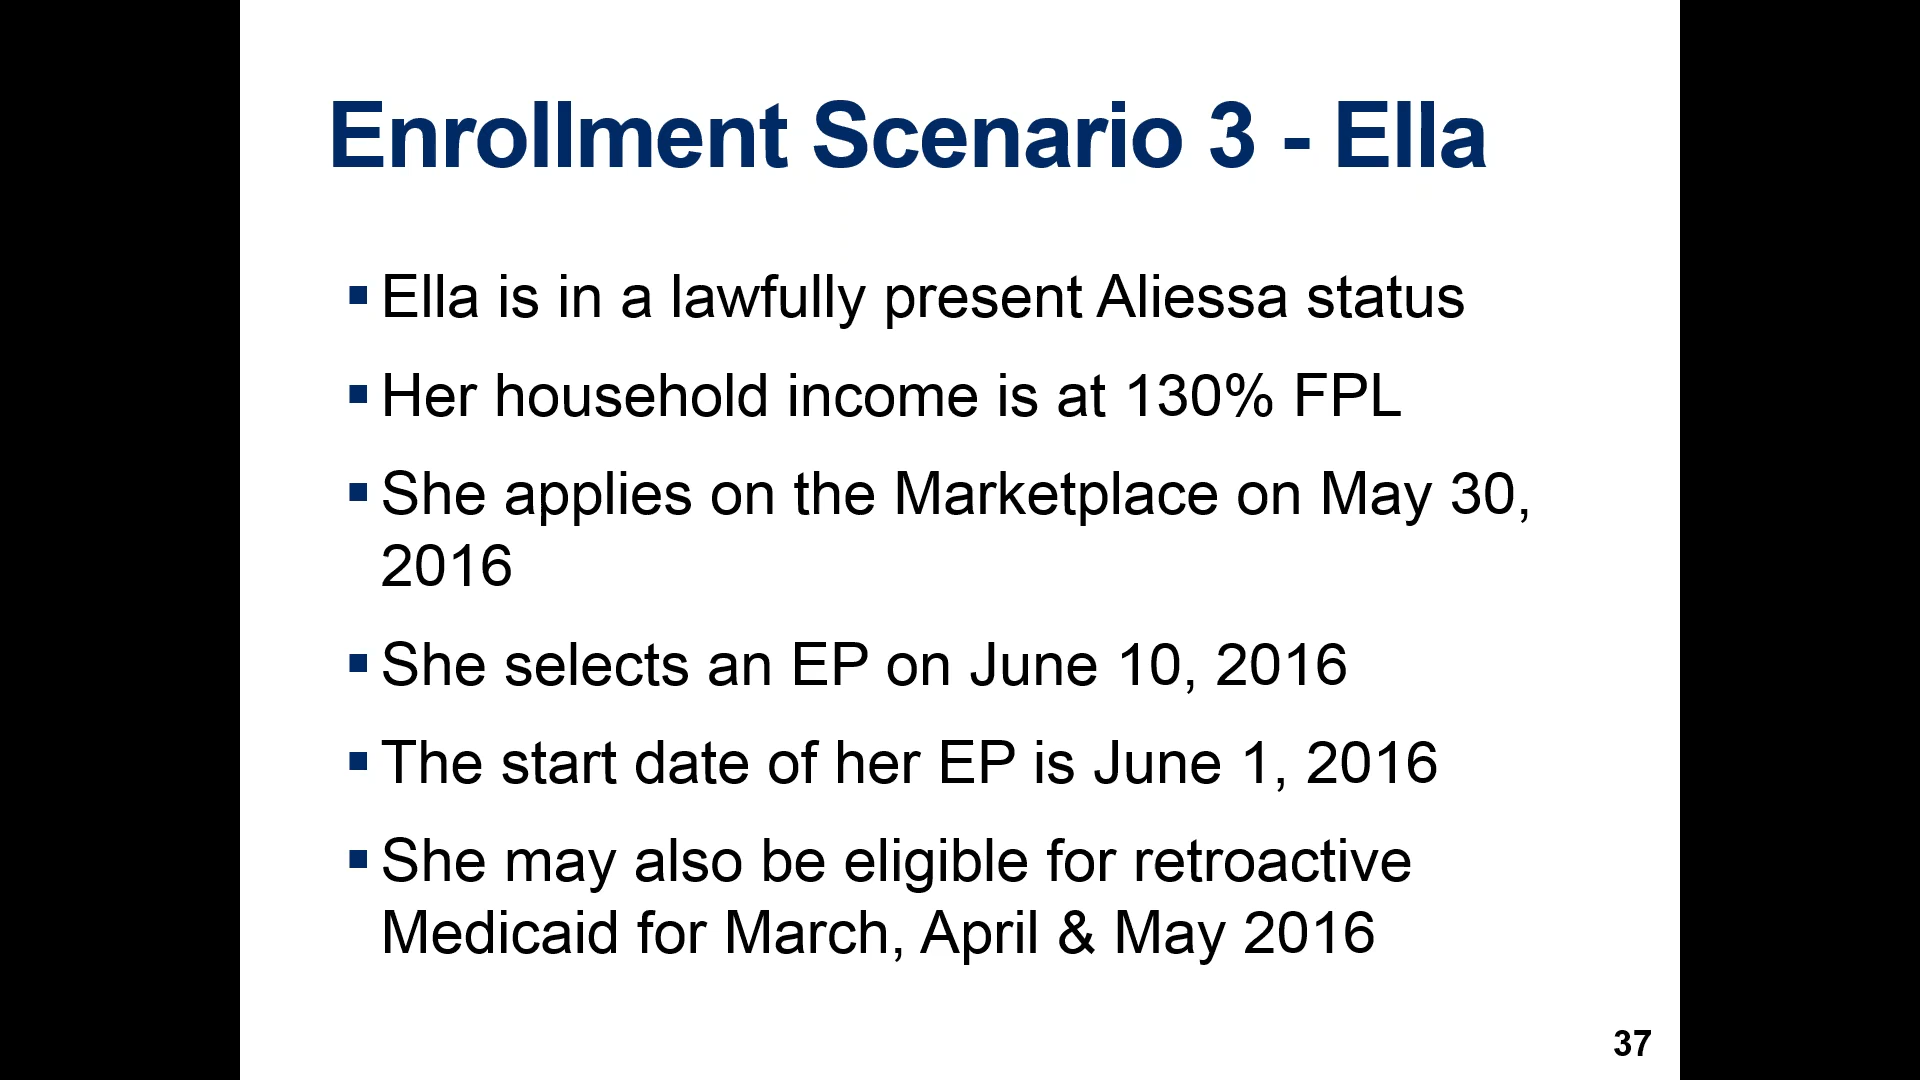 Enrollment Scenario 3 - Ella
▪ Ella is in a lawfully present Aliessa status
▪ Her household income is at 130% FPL
▪ She applies on the Marketplace on May 30,
2016
▪ She selects an EP on June 10, 2016
▪ The start date of her EP is June 1, 2016
▪ She may also be eligible for retroactive
Medicaid for March, April & May 2016
37